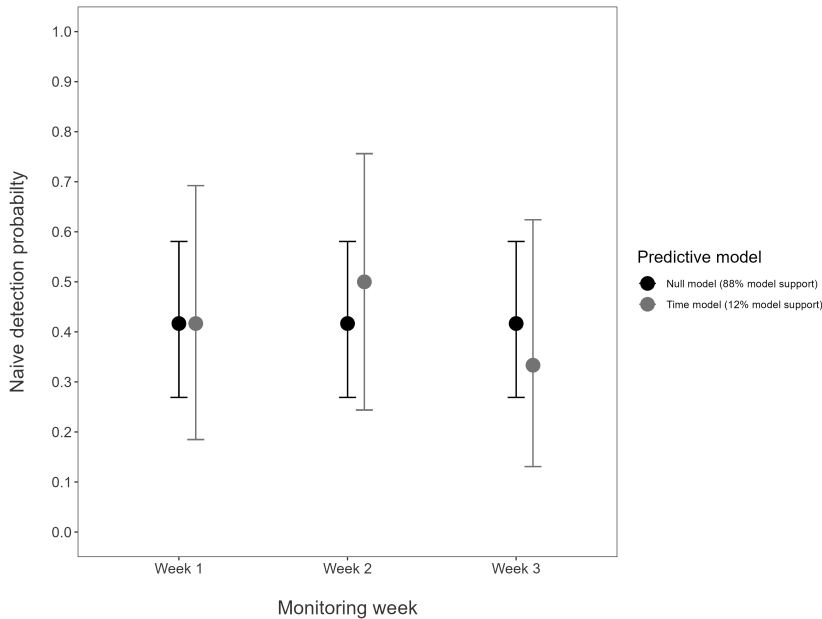 1.0
0.9
0.8
0.7
0.6
0.5
0.4
0.3
0.2
0.1
0.0
Naive detection probabilty
Week 1
Week 2
Week 3
Monitoring week
Predictive model
Null model (88% model support)
Time model (12% model support)